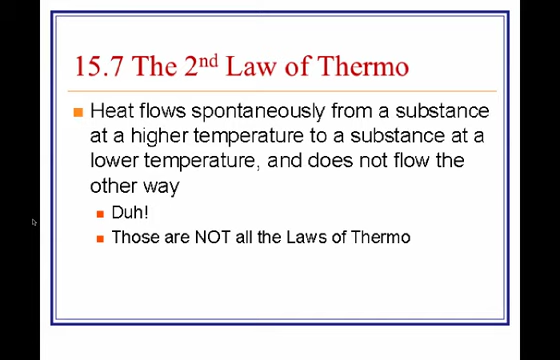 15.7 The 2nd Law of Thermo
Heat flows spontaneously from a substance
at a higher temperature to a substance at a
lower temperature, and does not flow the
other way
Duh!
Those are NOT all the Laws of Thermo